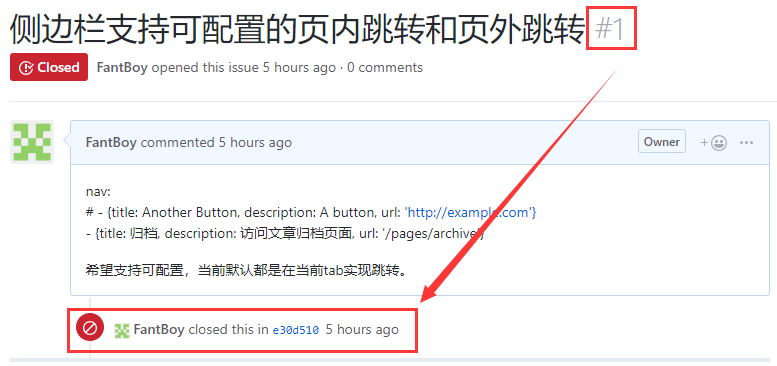 侧边栏支持可配置的页内跳转和页外跳转 #1
Closed FantBoy opened this issue 5 hours ago · 0 comments
FantBoy commented 5 hours ago Owner +
nav:
# - {title: Another Button, description: A button, url: 'http://example.com'}
- {title: 归档, description: 访问文章归档页面, url: '/pages/archive'}
希望支持可配置，当前默认都是在当前tab实现跳转。
FantBoy closed this in e30d510 5 hours ago